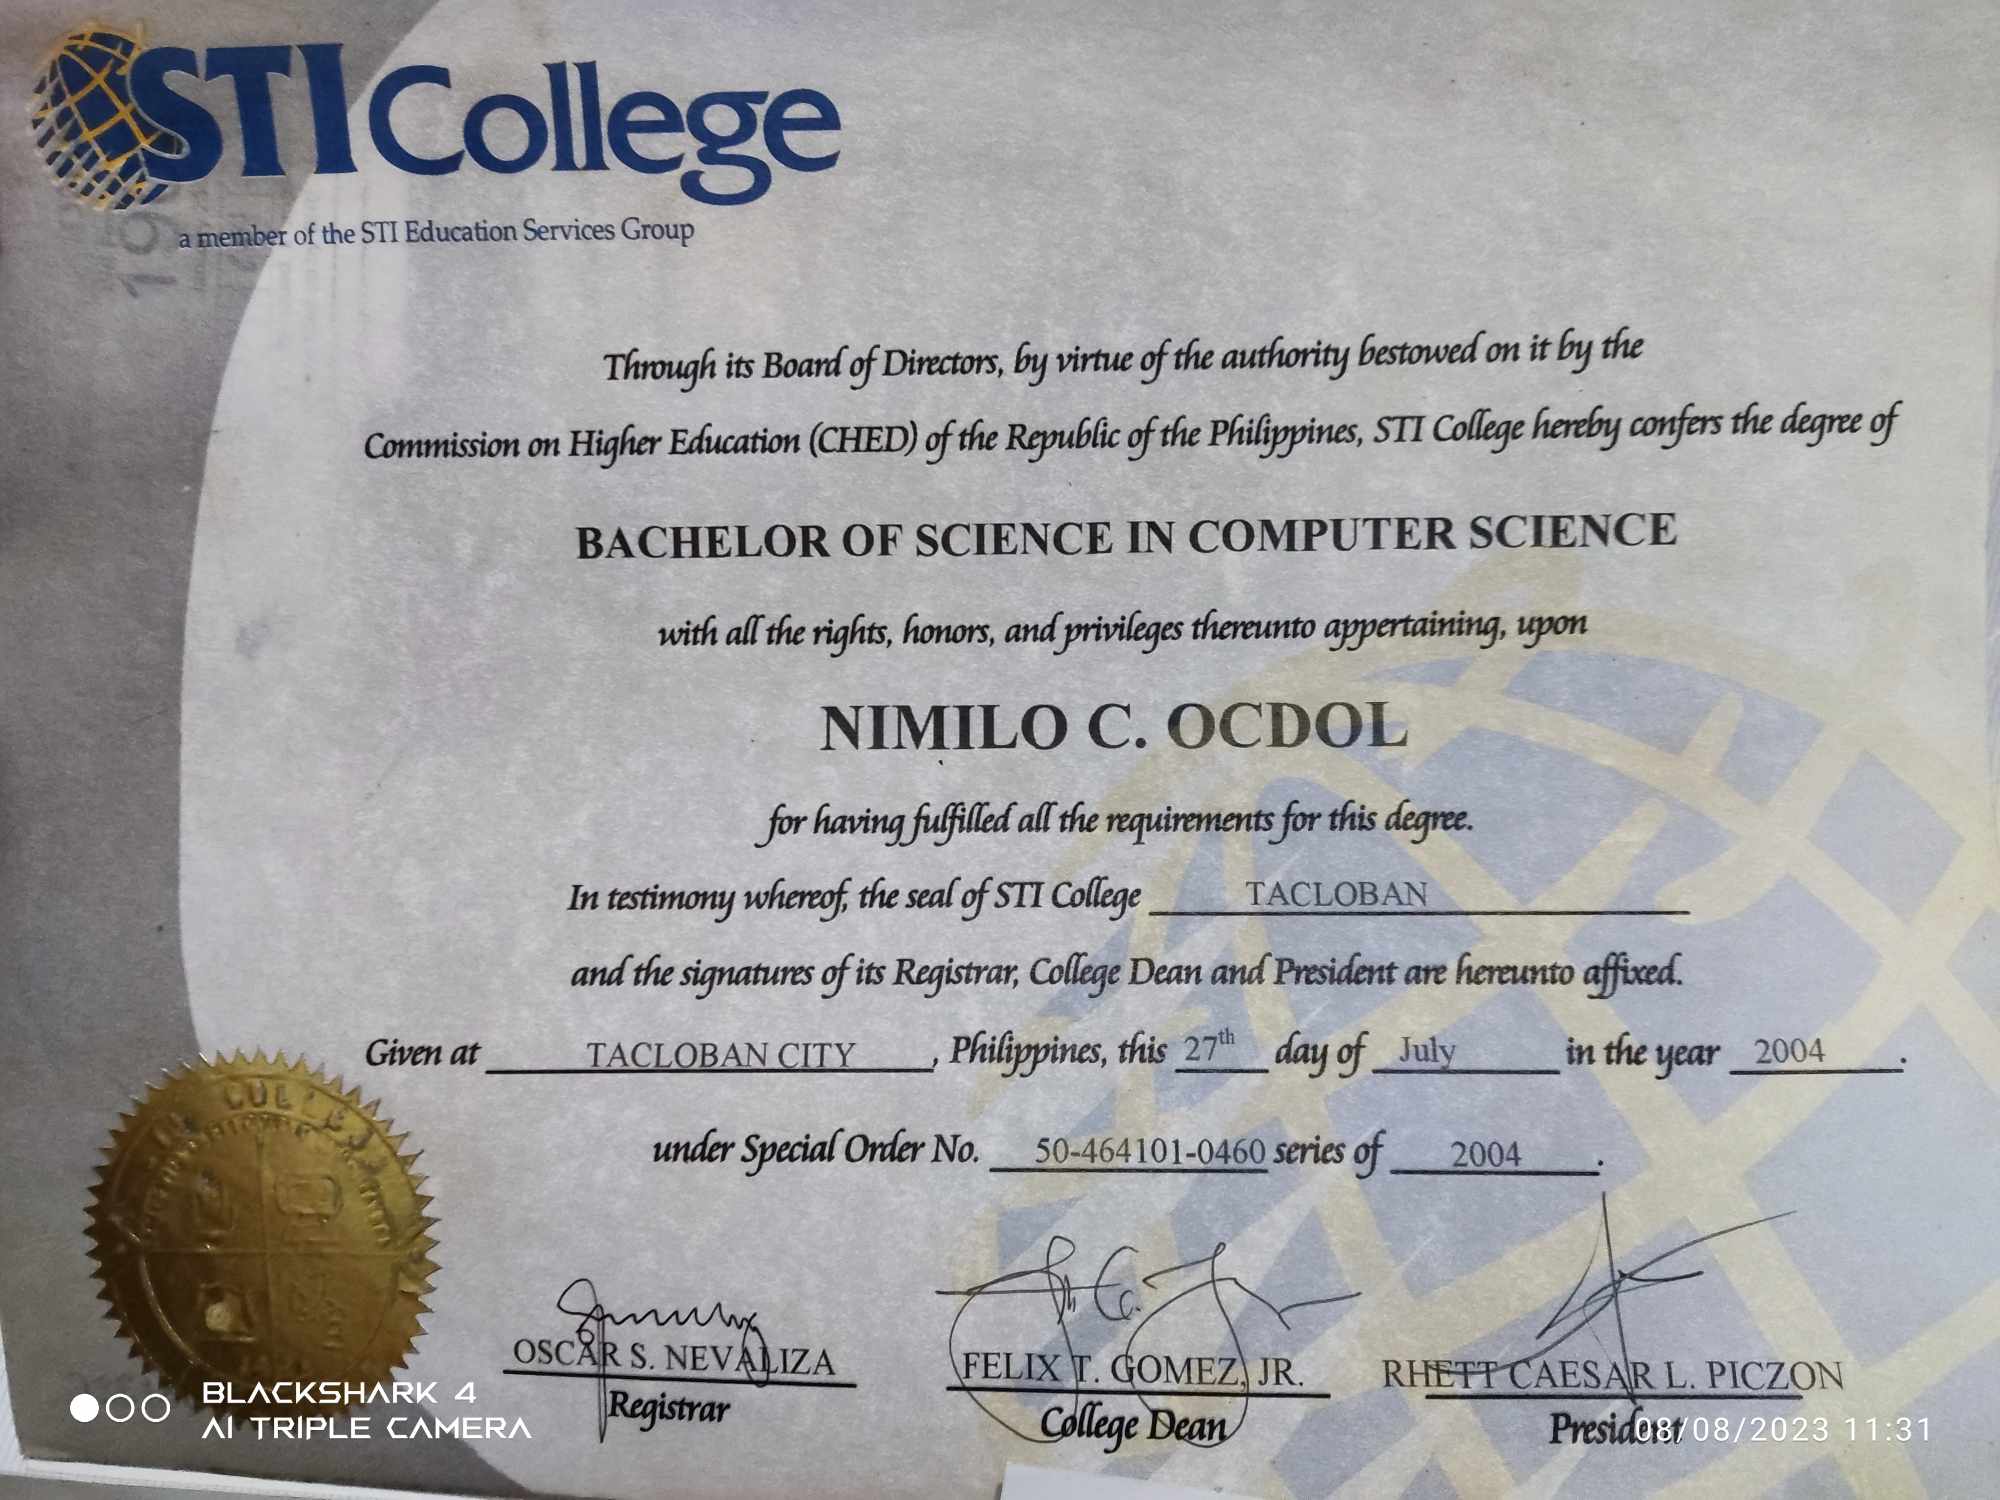 STI College
a member of the STI Education Services Group
Through its Board of Directors, by virtue of the authority bestowed on it by the
Commission on Higher Education (CHED) of the Republic of the Philippines, STI College hereby confers the degree of
BACHELOR OF SCIENCE IN COMPUTER SCIENCE
with all the rights, honors, and privileges thereunto appertaining, upon
NIMILO C. OCDOL
for having fulfilled all the requirements for this degree.
In testimony whereof, the seal of STI College TACLOBAN
and the signatures of its Registrar, College Dean and President are hereunto affixed.
Given at TACLOBAN CITY, Philippines, this 27th day of July in the year 2004.
under Special Order No. 50-464101-0460 series of 2004.
OSCAR S. NEVALIZA FELIX T. GOMEZ, JR. RHETT CAESAR L. PICZON
Registrar College Dean President
BLACKSHARK 4
AI TRIPLE CAMERA
08/08/2023 11:31